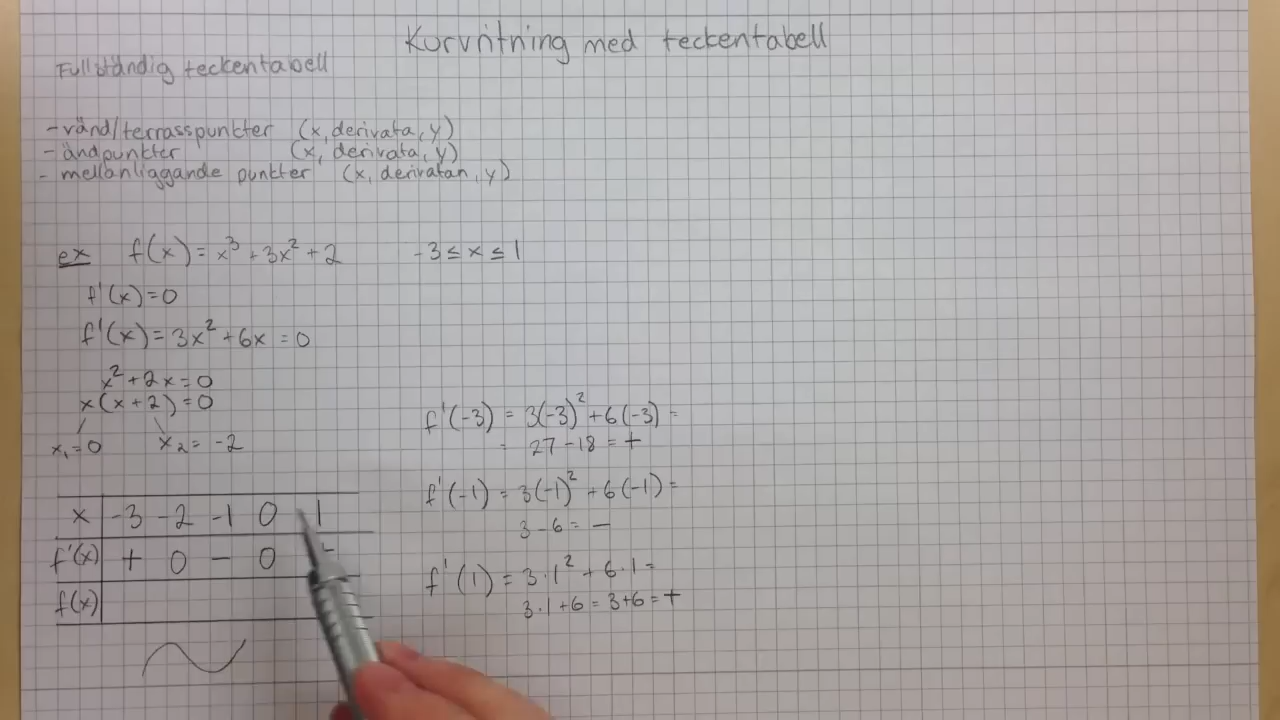 Kurvritning med teckentabell
Fullständig teckentabell
- vänd/terrasspunkter (x, derivata, y)
- ändpunkter (x, derivata, y)
- mellanliggande punkter (x, derivatan, y)
ex f(x) = x³ + 3x² + 2 -3 ≤ x ≤ 1
f'(x) = 0
f'(x) = 3x² + 6x = 0
x² + 2x = 0
x(x + 2) = 0
x₁ = 0 x₂ = -2
x -3 -2 -1 0 1
f'(x) + 0 - 0
f(x)
f'(-3) = 3(-3)² + 6(-3) =
= 27 - 18 = +
f'(-1) = 3(-1)² + 6(-1) =
3 - 6 = -
f'(1) = 3·1² + 6·1 =
3·1 + 6 = 3+6 = +